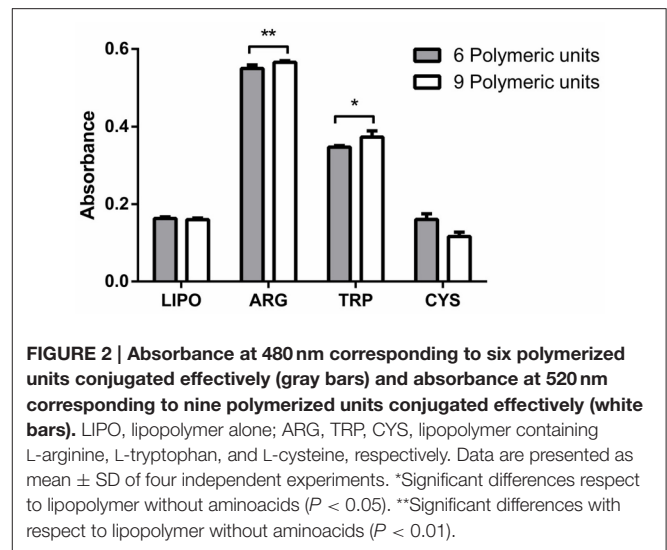 **
6 Polymeric units
9 Polymeric units
*
Absorbance
0.6
0.4
0.2
0.0
LIPO ARG TRP CYS
FIGURE 2 | Absorbance at 480 nm corresponding to six polymerized
units conjugated effectively (gray bars) and absorbance at 520 nm
corresponding to nine polymerized units conjugated effectively (white
bars). LIPO, lipopolymer alone; ARG, TRP, CYS, lipopolymer containing
L-arginine, L-tryptophan, and L-cysteine, respectively. Data are presented as
mean ± SD of four independent experiments. *Significant differences respect
to lipopolymer without aminoacids (P < 0.05). **Significant differences with
respect to lipopolymer without aminoacids (P < 0.01).